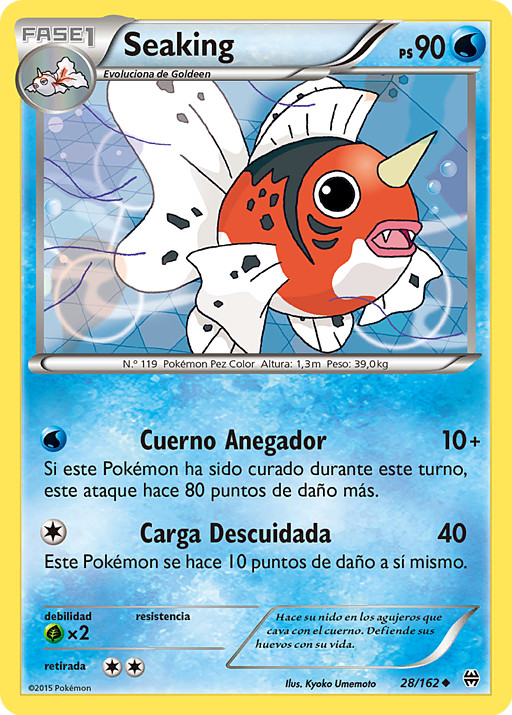 FASE1
Seaking
PS90
Evoluciona de Goldeen
N.º 119 Pokémon Pez Color Altura: 1,3m Peso: 39,0kg
Cuerno Anegador 10+
Si este Pokémon ha sido curado durante este turno,
este ataque hace 80 puntos de daño más.
Carga Descuidada 40
Este Pokémon se hace 10 puntos de daño a sí mismo.
debilidad resistencia
×2
retirada
Hace su nido en los agujeros que
cava con el cuerno. Defiende sus
huevos con su vida.
©2015 Pokémon
Ilus. Kyoko Umemoto
28/162